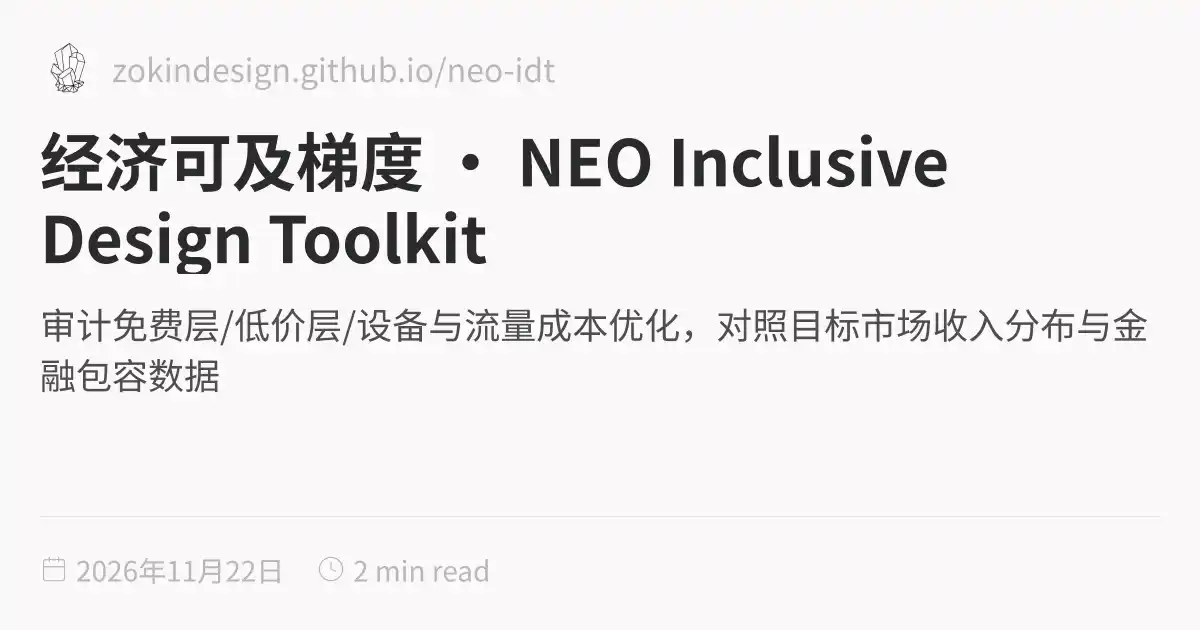 zokindesign.github.io/neo-idt
经济可及梯度 · NEO Inclusive
Design Toolkit
审计免费层/低价层/设备与流量成本优化，对照目标市场收入分布与金
融包容数据
2026年11月22日 2 min read